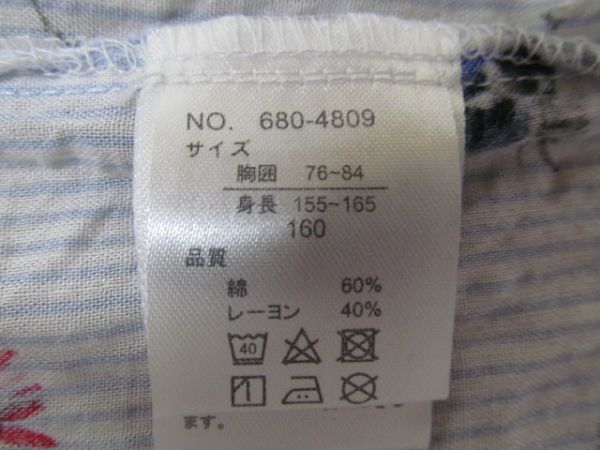 NO. 680-4809
サイズ
胸囲 76~84
身長 155~165
160
品質
綿 60%
レーヨン 40%
40
ます。